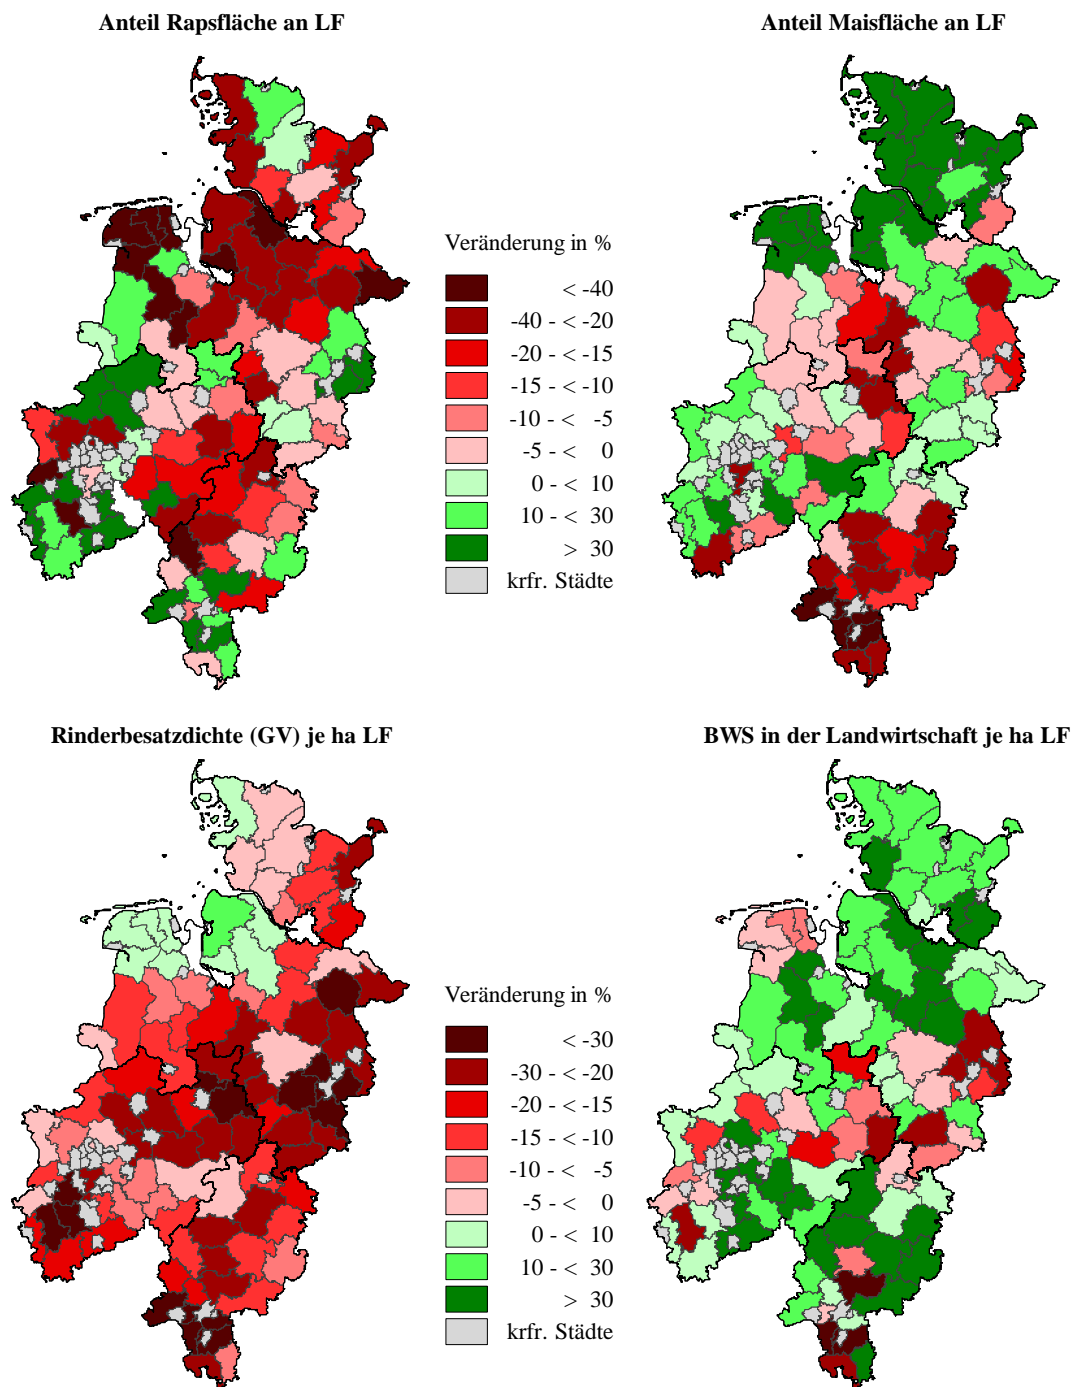 Anteil Rapsfläche an LF
Anteil Maisfläche an LF
Veränderung in %
< -40
-40 - < -20
-20 - < -15
-15 - < -10
-10 - < -5
-5 - < 0
0 - < 10
10 - < 30
> 30
krfr. Städte
Rinderbesatzdichte (GV) je ha LF
BWS in der Landwirtschaft je ha LF
Veränderung in %
< -30
-30 - < -20
-20 - < -15
-15 - < -10
-10 - < -5
-5 - < 0
0 - < 10
10 - < 30
> 30
krfr. Städte